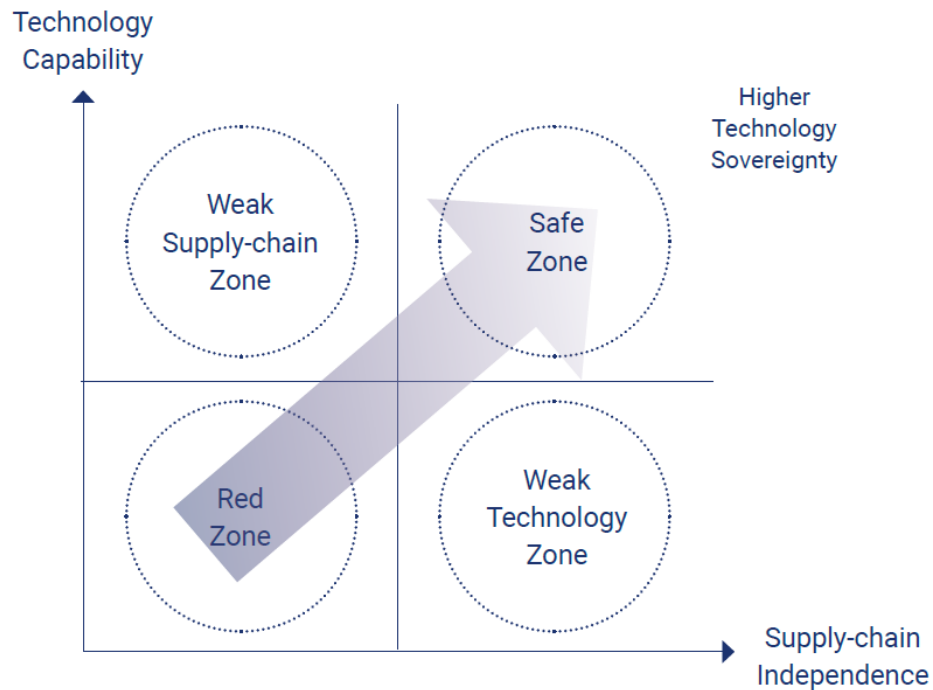 Technology
Capability
Higher
Technology
Sovereignty
Weak
Supply-chain
Zone
Safe
Zone
Red
Zone
Weak
Technology
Zone
Supply-chain
Independence